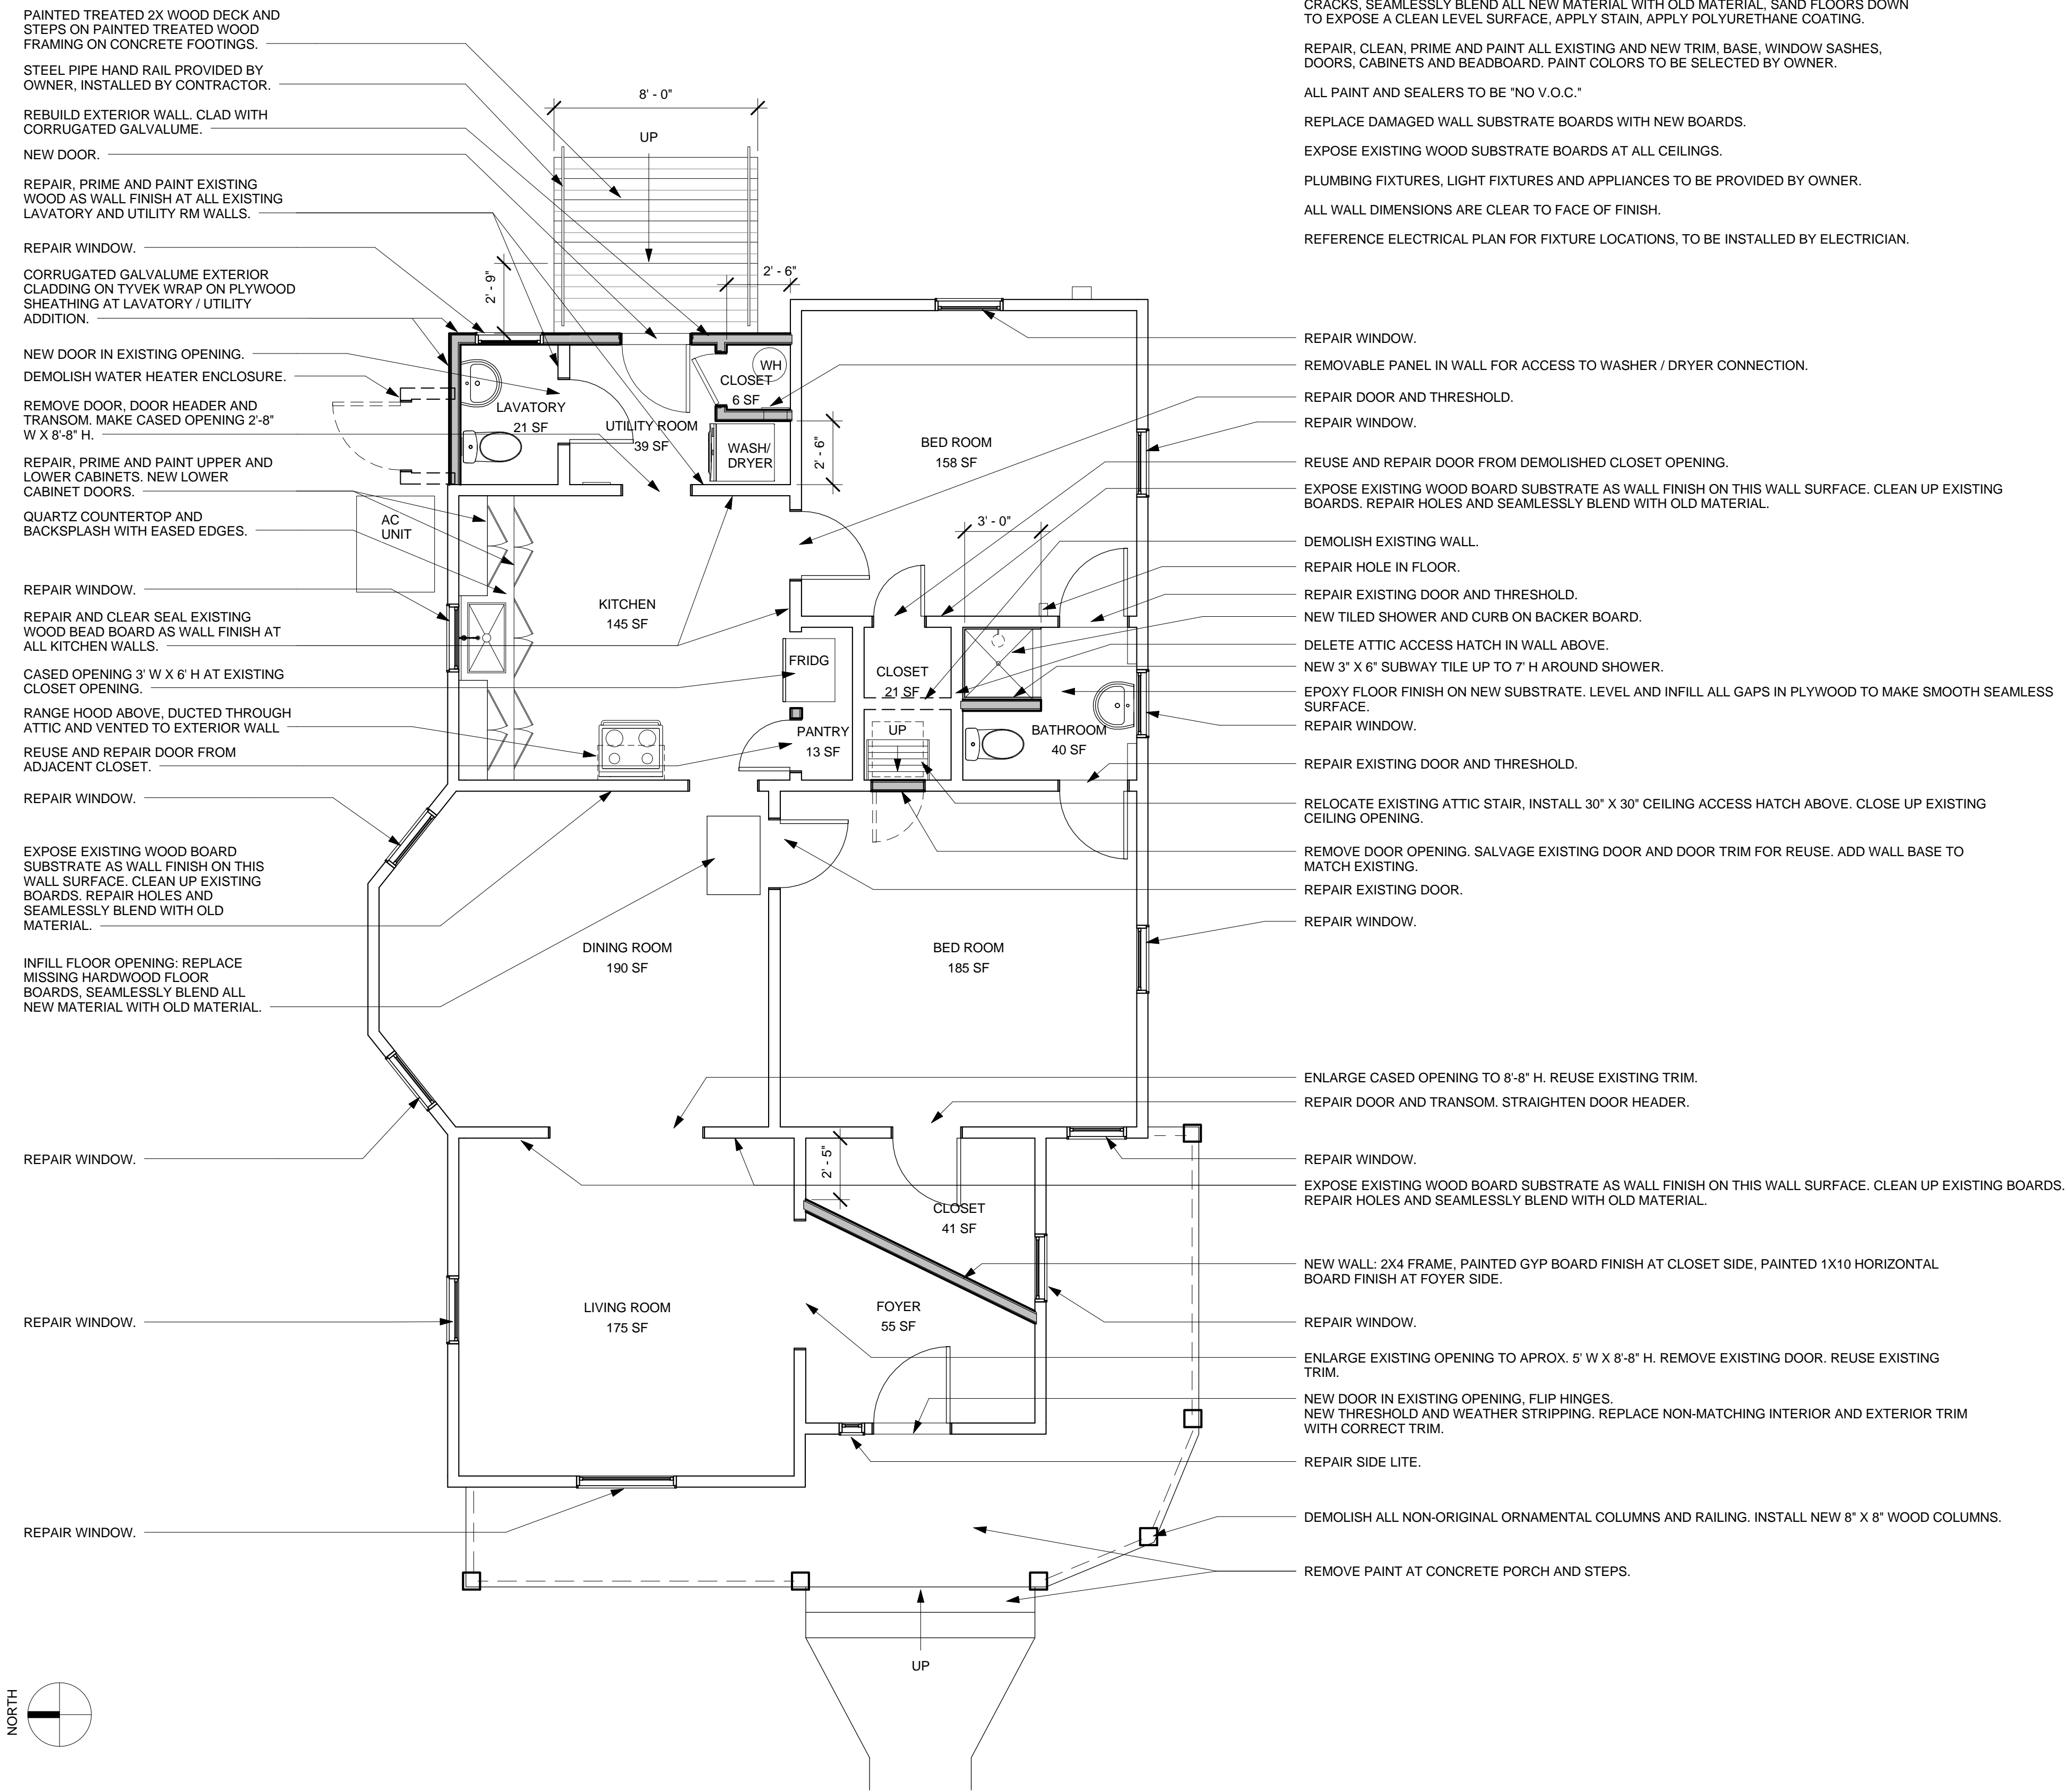 PAINTED TREATED 2X WOOD DECK AND
STEPS ON PAINTED TREATED WOOD
FRAMING ON CONCRETE FOOTINGS.
STEEL PIPE HAND RAIL PROVIDED BY
OWNER, INSTALLED BY CONTRACTOR.
REBUILD EXTERIOR WALL. CLAD WITH
CORRUGATED GALVALUME.
NEW DOOR.
REPAIR, PRIME AND PAINT EXISTING
WOOD AS WALL FINISH AT ALL EXISTING
LAVATORY AND UTILITY RM WALLS.
REPAIR WINDOW.
CORRUGATED GALVALUME EXTERIOR
CLADDING ON TYVEK WRAP ON PLYWOOD
SHEATHING AT LAVATORY / UTILITY
ADDITION.
NEW DOOR IN EXISTING OPENING.
DEMOLISH WATER HEATER ENCLOSURE.
REMOVE DOOR, DOOR HEADER AND
TRANSOM. MAKE CASED OPENING 2'-8"
W X 8'-8" H.
REPAIR, PRIME AND PAINT UPPER AND
LOWER CABINETS. NEW LOWER
CABINET DOORS.
QUARTZ COUNTERTOP AND
BACKSPLASH WITH EASED EDGES.
REPAIR WINDOW.
REPAIR AND CLEAR SEAL EXISTING
WOOD BEAD BOARD AS WALL FINISH AT
ALL KITCHEN WALLS.
CASED OPENING 3' W X 6' H AT EXISTING
CLOSET OPENING.
RANGE HOOD ABOVE, DUCTED THROUGH
ATTIC AND VENTED TO EXTERIOR WALL
REUSE AND REPAIR DOOR FROM
ADJACENT CLOSET.
REPAIR WINDOW.
EXPOSE EXISTING WOOD BOARD
SUBSTRATE AS WALL FINISH ON THIS
WALL SURFACE. CLEAN UP EXISTING
BOARDS. REPAIR HOLES AND
SEAMLESSLY BLEND WITH OLD
MATERIAL.
INFILL FLOOR OPENING: REPLACE
MISSING HARDWOOD FLOOR
BOARDS, SEAMLESSLY BLEND ALL
NEW MATERIAL WITH OLD MATERIAL.
REPAIR WINDOW.
REPAIR WINDOW.
REPAIR WINDOW.
NORTH
8' - 0"
UP
2' - 9"
2' - 6"
WH
CLOSET
6 SF
LAVATORY
21 SF
UTILITY ROOM
39 SF
WASH/
DRYER
2' - 6"
BED ROOM
158 SF
AC
UNIT
3' - 0"
KITCHEN
145 SF
FRIDG
CLOSET
21 SF
PANTRY
13 SF
UP
BATHROOM
40 SF
DINING ROOM
190 SF
BED ROOM
185 SF
2' - 5"
CLOSET
41 SF
LIVING ROOM
175 SF
FOYER
55 SF
UP
CRACKS, SEAMLESSLY BLEND ALL NEW MATERIAL WITH OLD MATERIAL, SAND FLOORS DOWN
TO EXPOSE A CLEAN LEVEL SURFACE, APPLY STAIN, APPLY POLYURETHANE COATING.
REPAIR, CLEAN, PRIME AND PAINT ALL EXISTING AND NEW TRIM, BASE, WINDOW SASHES,
DOORS, CABINETS AND BEADBOARD. PAINT COLORS TO BE SELECTED BY OWNER.
ALL PAINT AND SEALERS TO BE "NO V.O.C."
REPLACE DAMAGED WALL SUBSTRATE BOARDS WITH NEW BOARDS.
EXPOSE EXISTING WOOD SUBSTRATE BOARDS AT ALL CEILINGS.
PLUMBING FIXTURES, LIGHT FIXTURES AND APPLIANCES TO BE PROVIDED BY OWNER.
ALL WALL DIMENSIONS ARE CLEAR TO FACE OF FINISH.
REFERENCE ELECTRICAL PLAN FOR FIXTURE LOCATIONS, TO BE INSTALLED BY ELECTRICIAN.
REPAIR WINDOW.
REMOVABLE PANEL IN WALL FOR ACCESS TO WASHER / DRYER CONNECTION.
REPAIR DOOR AND THRESHOLD.
REPAIR WINDOW.
REUSE AND REPAIR DOOR FROM DEMOLISHED CLOSET OPENING.
EXPOSE EXISTING WOOD BOARD SUBSTRATE AS WALL FINISH ON THIS WALL SURFACE. CLEAN UP EXISTING
BOARDS. REPAIR HOLES AND SEAMLESSLY BLEND WITH OLD MATERIAL.
DEMOLISH EXISTING WALL.
REPAIR HOLE IN FLOOR.
REPAIR EXISTING DOOR AND THRESHOLD.
NEW TILED SHOWER AND CURB ON BACKER BOARD.
DELETE ATTIC ACCESS HATCH IN WALL ABOVE.
NEW 3" X 6" SUBWAY TILE UP TO 7' H AROUND SHOWER.
EPOXY FLOOR FINISH ON NEW SUBSTRATE. LEVEL AND INFILL ALL GAPS IN PLYWOOD TO MAKE SMOOTH SEAMLESS
SURFACE.
REPAIR WINDOW.
REPAIR EXISTING DOOR AND THRESHOLD.
RELOCATE EXISTING ATTIC STAIR, INSTALL 30" X 30" CEILING ACCESS HATCH ABOVE. CLOSE UP EXISTING
CEILING OPENING.
REMOVE DOOR OPENING. SALVAGE EXISTING DOOR AND DOOR TRIM FOR REUSE. ADD WALL BASE TO
MATCH EXISTING.
REPAIR EXISTING DOOR.
REPAIR WINDOW.
ENLARGE CASED OPENING TO 8'-8" H. REUSE EXISTING TRIM.
REPAIR DOOR AND TRANSOM. STRAIGHTEN DOOR HEADER.
REPAIR WINDOW.
EXPOSE EXISTING WOOD BOARD SUBSTRATE AS WALL FINISH ON THIS WALL SURFACE. CLEAN UP EXISTING BOARDS.
REPAIR HOLES AND SEAMLESSLY BLEND WITH OLD MATERIAL.
NEW WALL: 2X4 FRAME, PAINTED GYP BOARD FINISH AT CLOSET SIDE, PAINTED 1X10 HORIZONTAL
BOARD FINISH AT FOYER SIDE.
REPAIR WINDOW.
ENLARGE EXISTING OPENING TO APROX. 5' W X 8'-8" H. REMOVE EXISTING DOOR. REUSE EXISTING
TRIM.
NEW DOOR IN EXISTING OPENING, FLIP HINGES.
NEW THRESHOLD AND WEATHER STRIPPING. REPLACE NON-MATCHING INTERIOR AND EXTERIOR TRIM
WITH CORRECT TRIM.
REPAIR SIDE LITE.
DEMOLISH ALL NON-ORIGINAL ORNAMENTAL COLUMNS AND RAILING. INSTALL NEW 8" X 8" WOOD COLUMNS.
REMOVE PAINT AT CONCRETE PORCH AND STEPS.